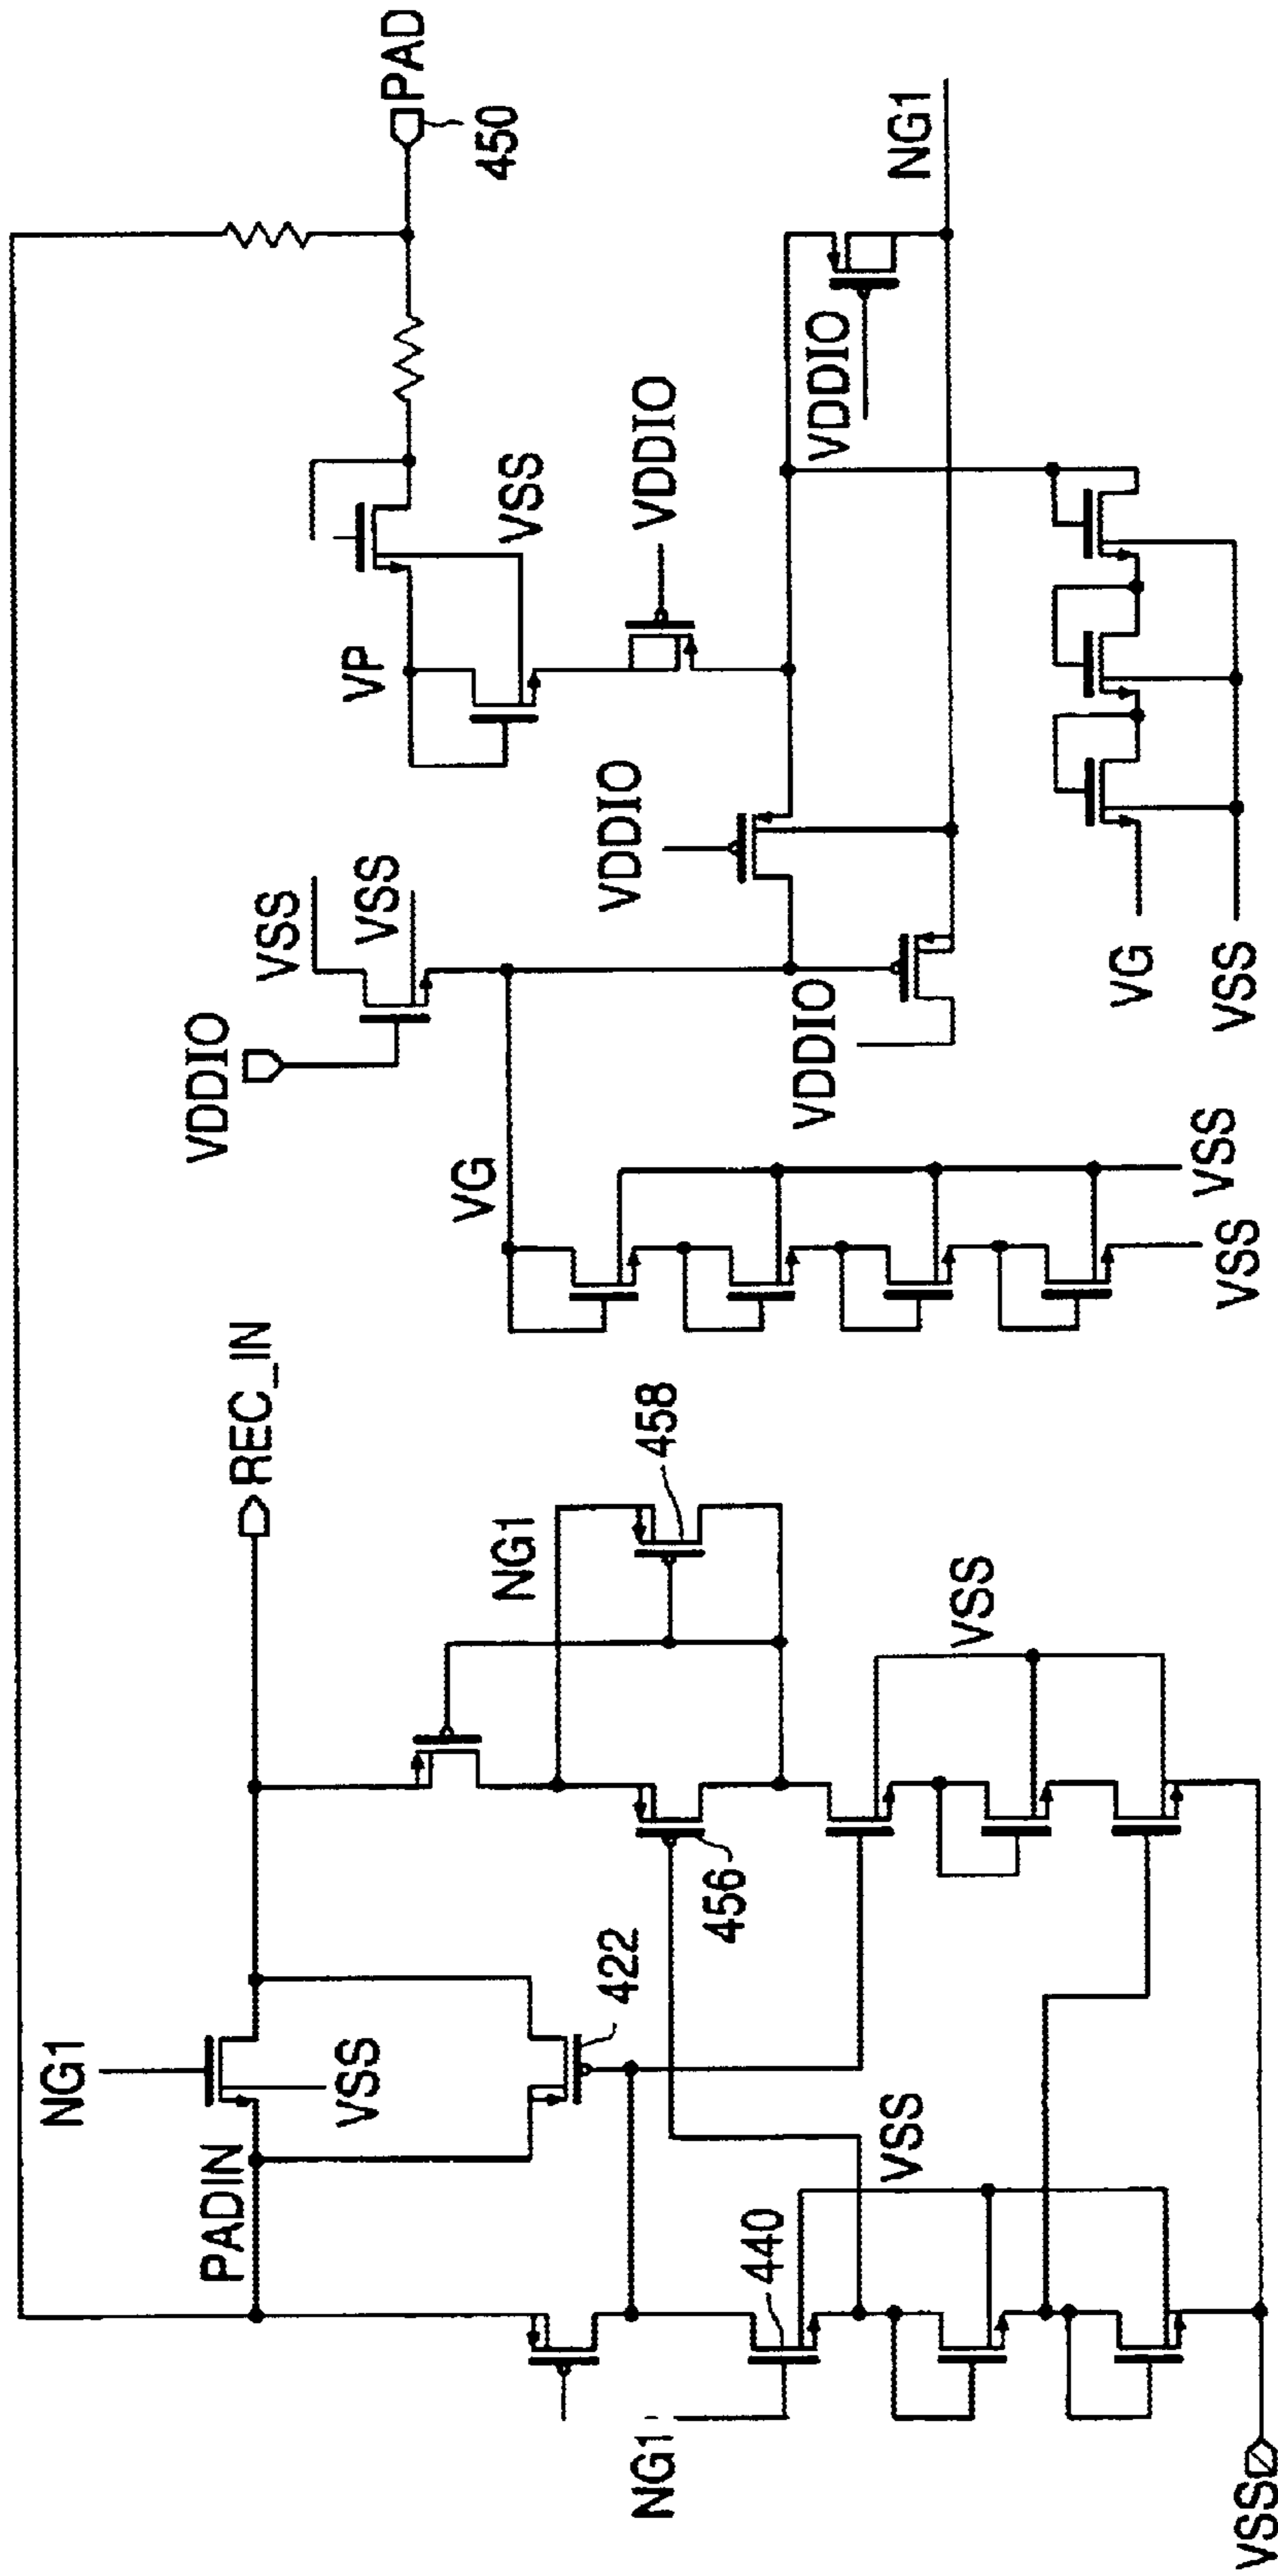 PAD
450
NG1
VDDIO
VSS
VDDIO
VP
VDDIO
VSS
VSS
VDDIO
VDDIO
VG
VSS
VG
VSS
VSS
REC_IN
458
NG1
VSS
456
422
NG1
VSS
PADIN
VSS
440
NG1
VSS